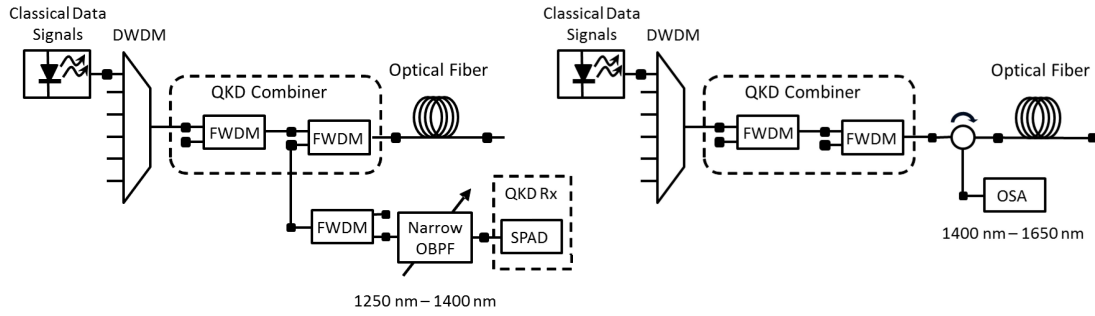 Classical Data
Signals
DWDM
QKD Combiner
FWDM
FWDM
Optical Fiber
FWDM
Narrow
OBPF
QKD Rx
SPAD
1250 nm – 1400 nm
Classical Data
Signals
DWDM
QKD Combiner
FWDM
FWDM
Optical Fiber
OSA
1400 nm – 1650 nm